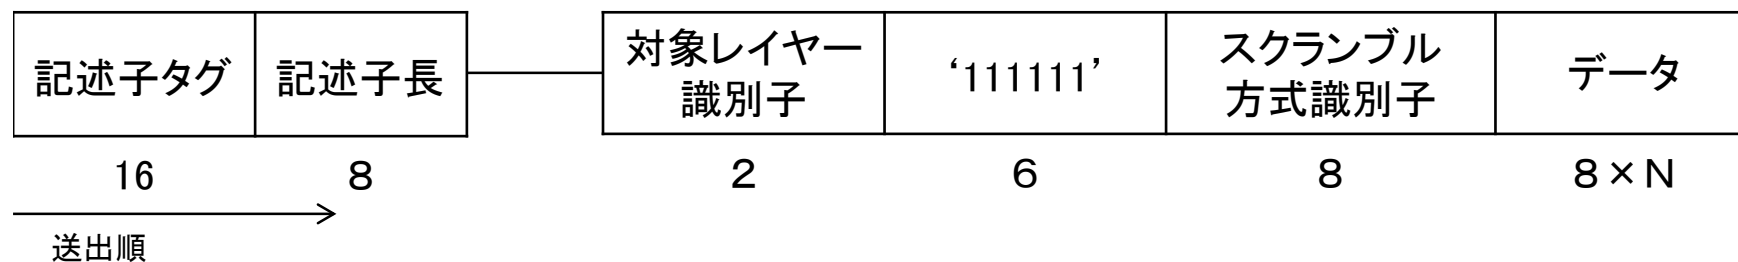 記述子タグ
記述子長
対象レイヤー
識別子
‘111111’
スクランブル
方式識別子
データ
16
8
2
6
8
8×N
送出順